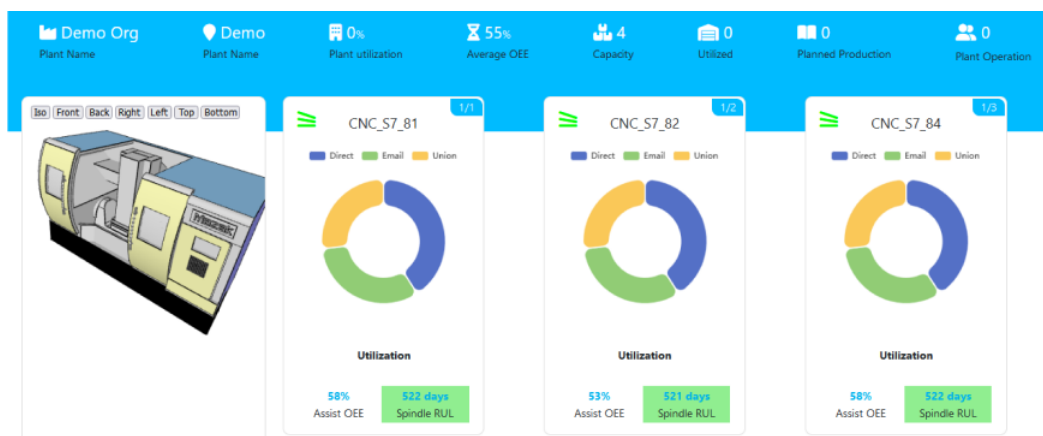 Demo Org
Plant Name
Demo
Plant Name
0%
Plant utilization
55%
Average OEE
4
Capacity
0
Utilized
0
Planned Production
0
Plant Operation
Iso Front Back Right Left Top Bottom
Mazak
1/1
CNC_S7_81
Direct Email Union
Utilization
58%
Assist OEE
522 days
Spindle RUL
1/2
CNC_S7_82
Direct Email Union
Utilization
53%
Assist OEE
521 days
Spindle RUL
1/3
CNC_S7_84
Direct Email Union
Utilization
58%
Assist OEE
522 days
Spindle RUL